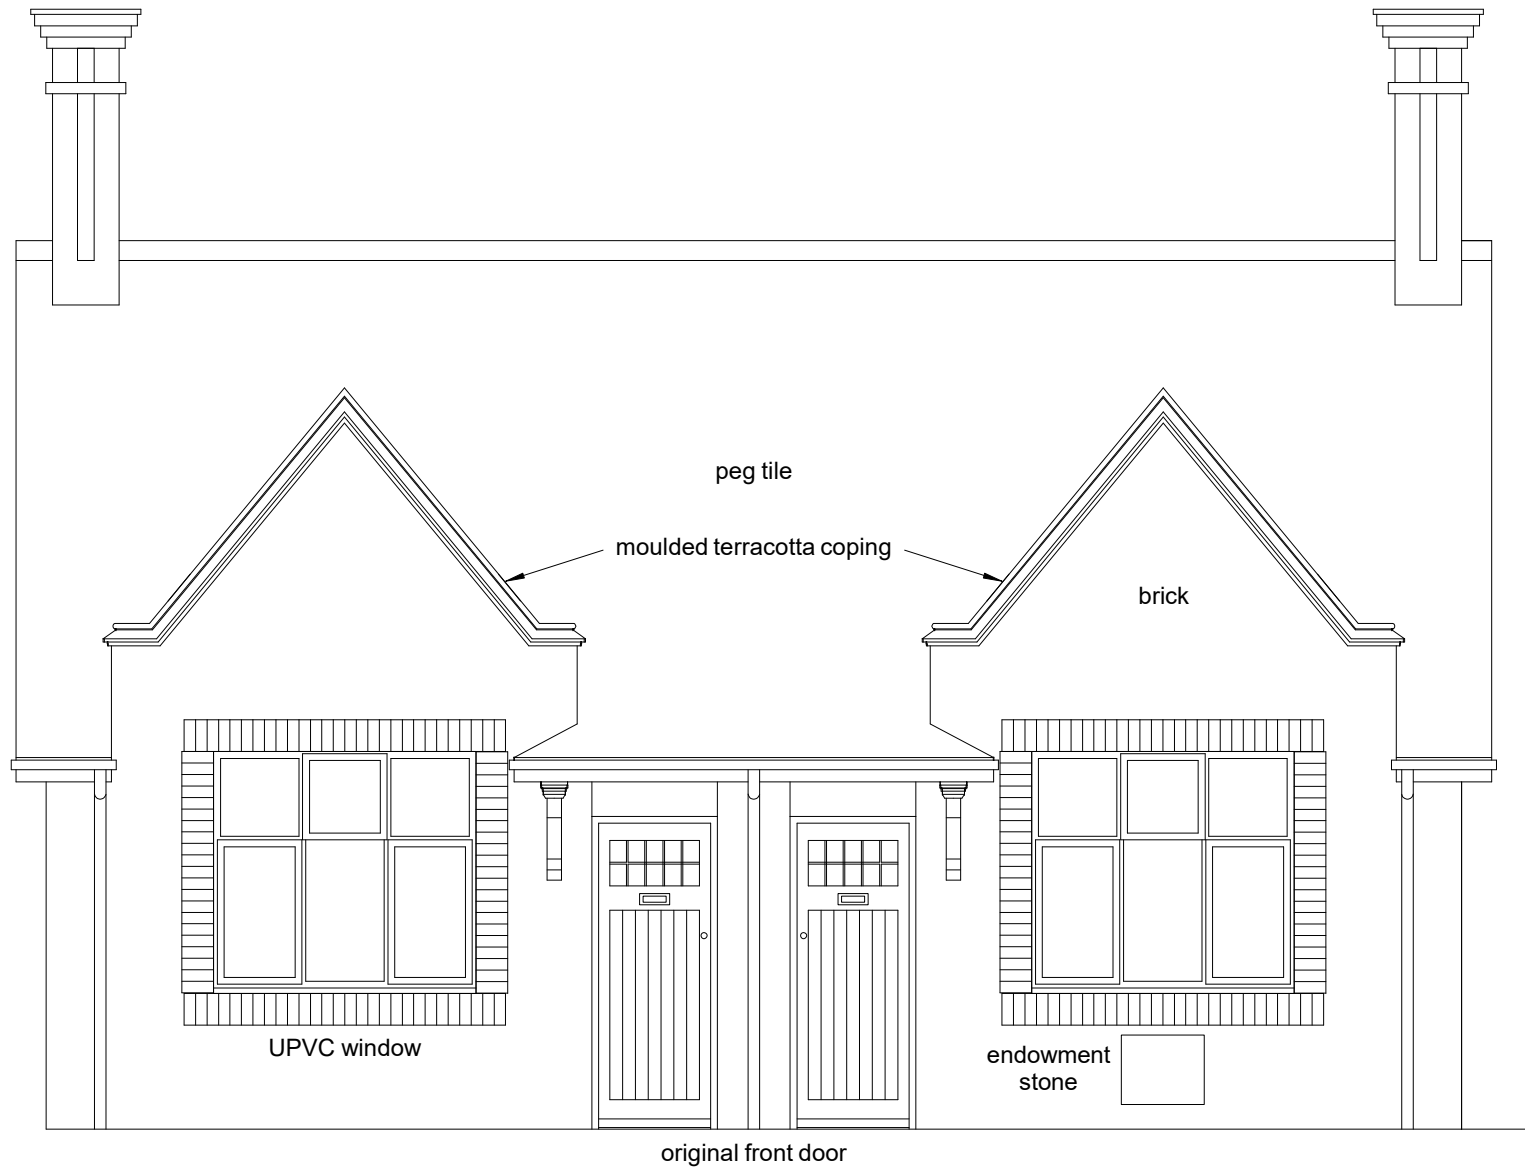 peg tile
moulded terracotta coping
brick
UPVC window
endowment
stone
original front door